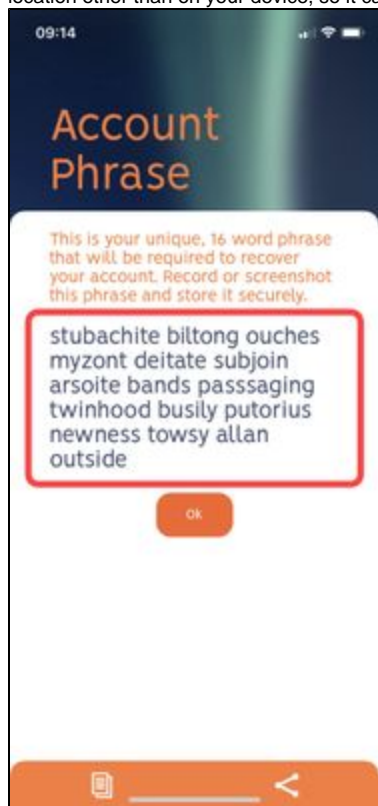 location other than on your device, so it ca
09:14
Account
Phrase
This is your unique, 16 word phrase
that will be required to recover
your account. Record or screenshot
this phrase and store it securely.
stubachite biltong ouches
myzont deitate subjoin
arsoite bands passsaging
twinhood busily putorius
newness towsy allan
outside
Ok